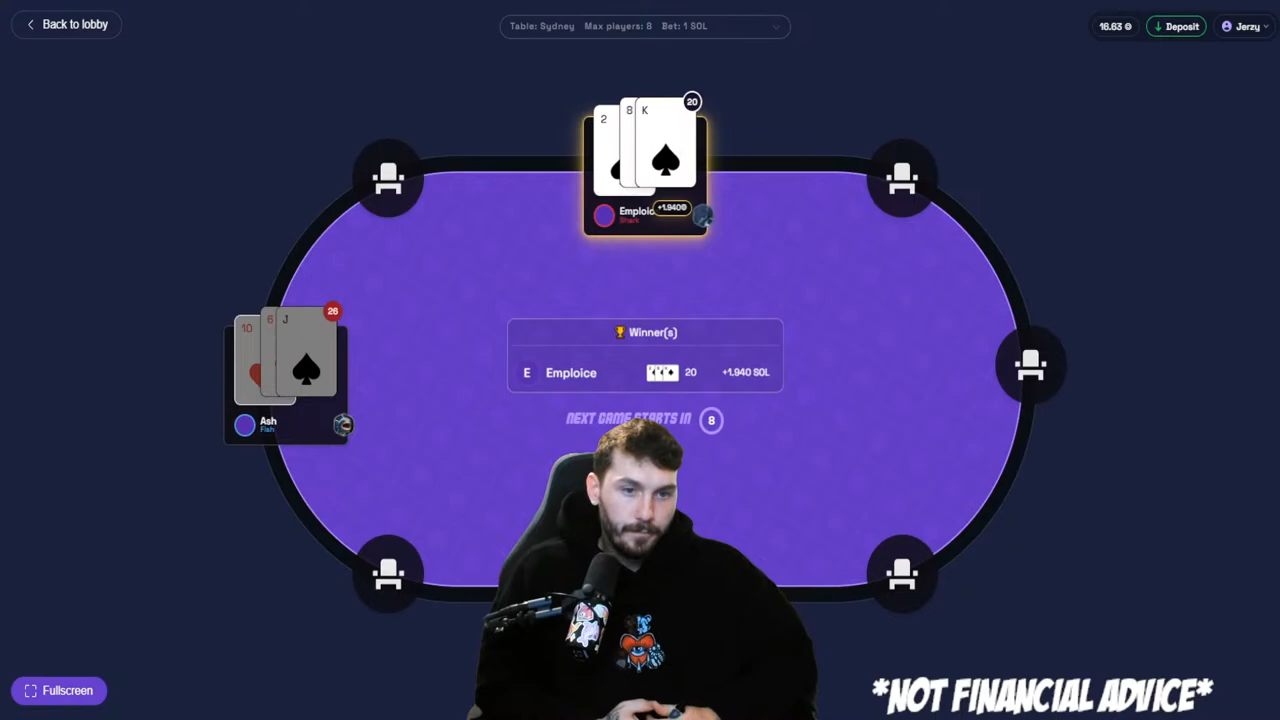 Back to lobby
Table: Sydney Max players: 8 Bet: 1 SOL
16.63
Deposit
Jerzy
2 8 K
20
Emploic
+1.940
Shark
10 6 J
26
Ash
Fish
Winner(s)
E Emploice 20 +1.940 SOL
NEXT GAME STARTS IN 8
Fullscreen
*NOT FINANCIAL ADVICE*